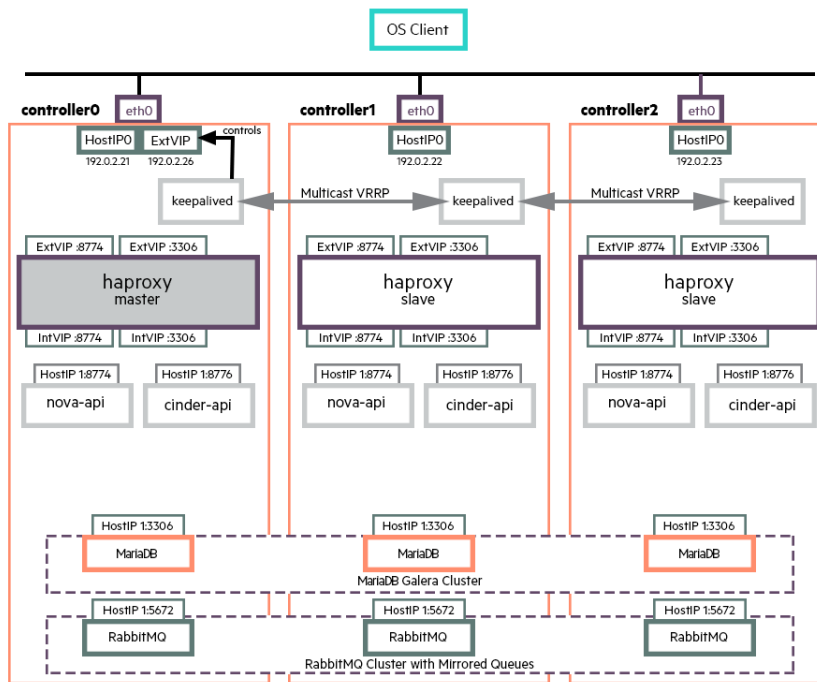 OS Client
controller0
eth0
controller1
eth0
controller2
eth0
HostIP0
ExtVIP
controls
HostIP0
HostIP0
192.0.2.21
192.0.2.26
192.0.2.22
192.0.2.23
keepalived
Multicast VRRP
keepalived
Multicast VRRP
keepalived
ExtVIP :8774
ExtVIP :3306
ExtVIP :8774
ExtVIP :3306
ExtVIP :8774
ExtVIP :3306
haproxy
master
haproxy
slave
haproxy
slave
IntVIP :8774
IntVIP :3306
IntVIP :8774
IntVIP :3306
IntVIP :8774
IntVIP :3306
HostIP 1:8774
HostIP 1:8776
HostIP 1:8774
HostIP 1:8776
HostIP 1:8774
HostIP 1:8776
nova-api
cinder-api
nova-api
cinder-api
nova-api
cinder-api
HostIP 1:3306
HostIP 1:3306
HostIP 1:3306
MariaDB
MariaDB
MariaDB
MariaDB Galera Cluster
HostIP 1:5672
HostIP 1:5672
HostIP 1:5672
RabbitMQ
RabbitMQ
RabbitMQ
RabbitMQ Cluster with Mirrored Queues